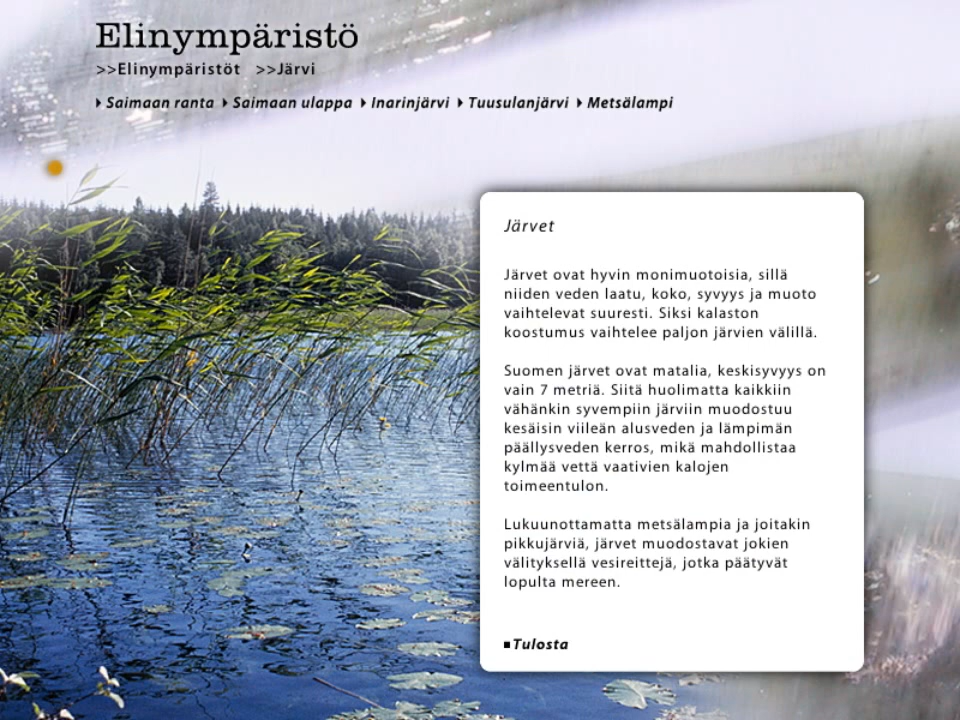 Elinympäristö
>>Elinympäristöt >>Järvi
Saimaan ranta Saimaan ulappa Inarinjärvi Tuusulanjärvi Metsälampi
Järvet
Järvet ovat hyvin monimuotoisia, sillä
niiden veden laatu, koko, syvyys ja muoto
vaihtelevat suuresti. Siksi kalaston
koostumus vaihtelee paljon järvien välillä.
Suomen järvet ovat matalia, keskisyvyys on
vain 7 metriä. Siitä huolimatta kaikkiin
vähänkin syvempiin järviin muodostuu
kesäisin viileän alusveden ja lämpimän
päällysveden kerros, mikä mahdollistaa
kylmää vettä vaativien kalojen
toimeentulon.
Lukuunottamatta metsälampia ja joitakin
pikkujärviä, järvet muodostavat jokien
välityksellä vesireittejä, jotka päätyvät
lopulta mereen.
Tulosta